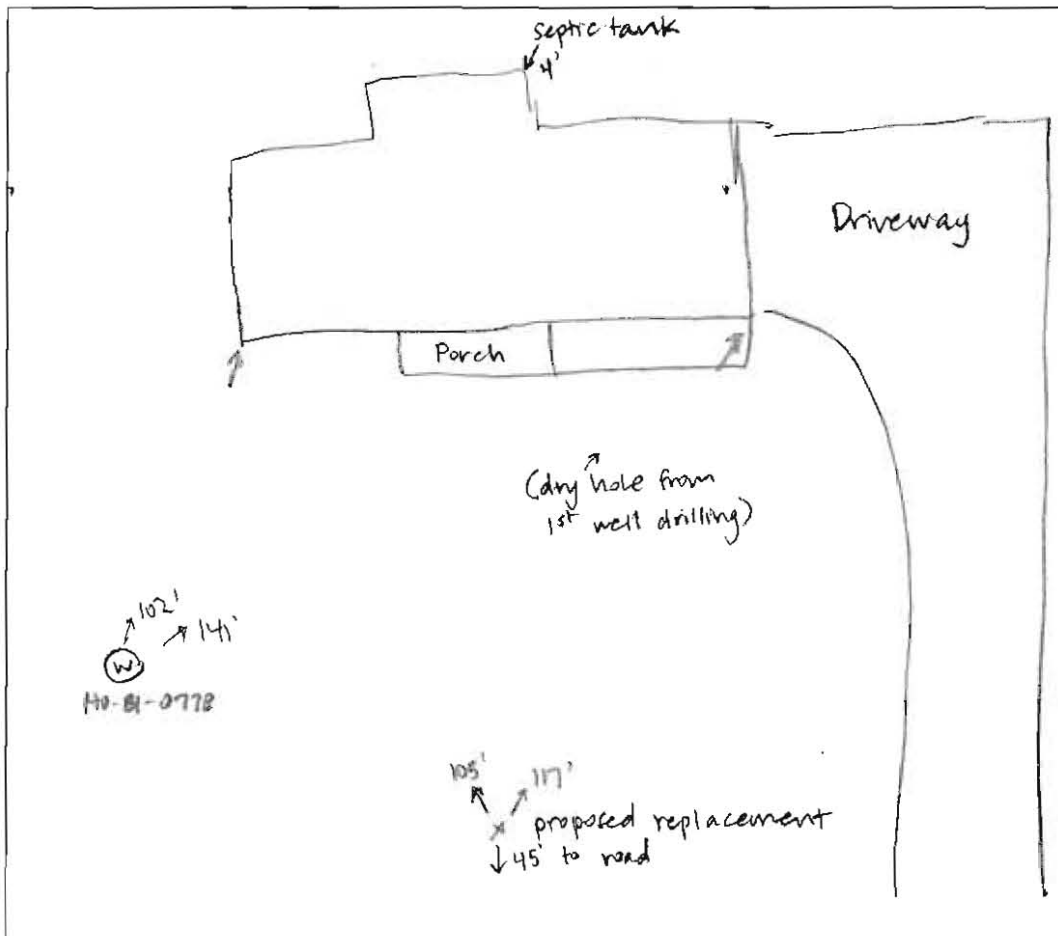 septic tank
4'
Driveway
Porch
(dry hole from
1st well drilling)
102'
141'
W
HO-81-0778
105'
117'
proposed replacement
45' to road